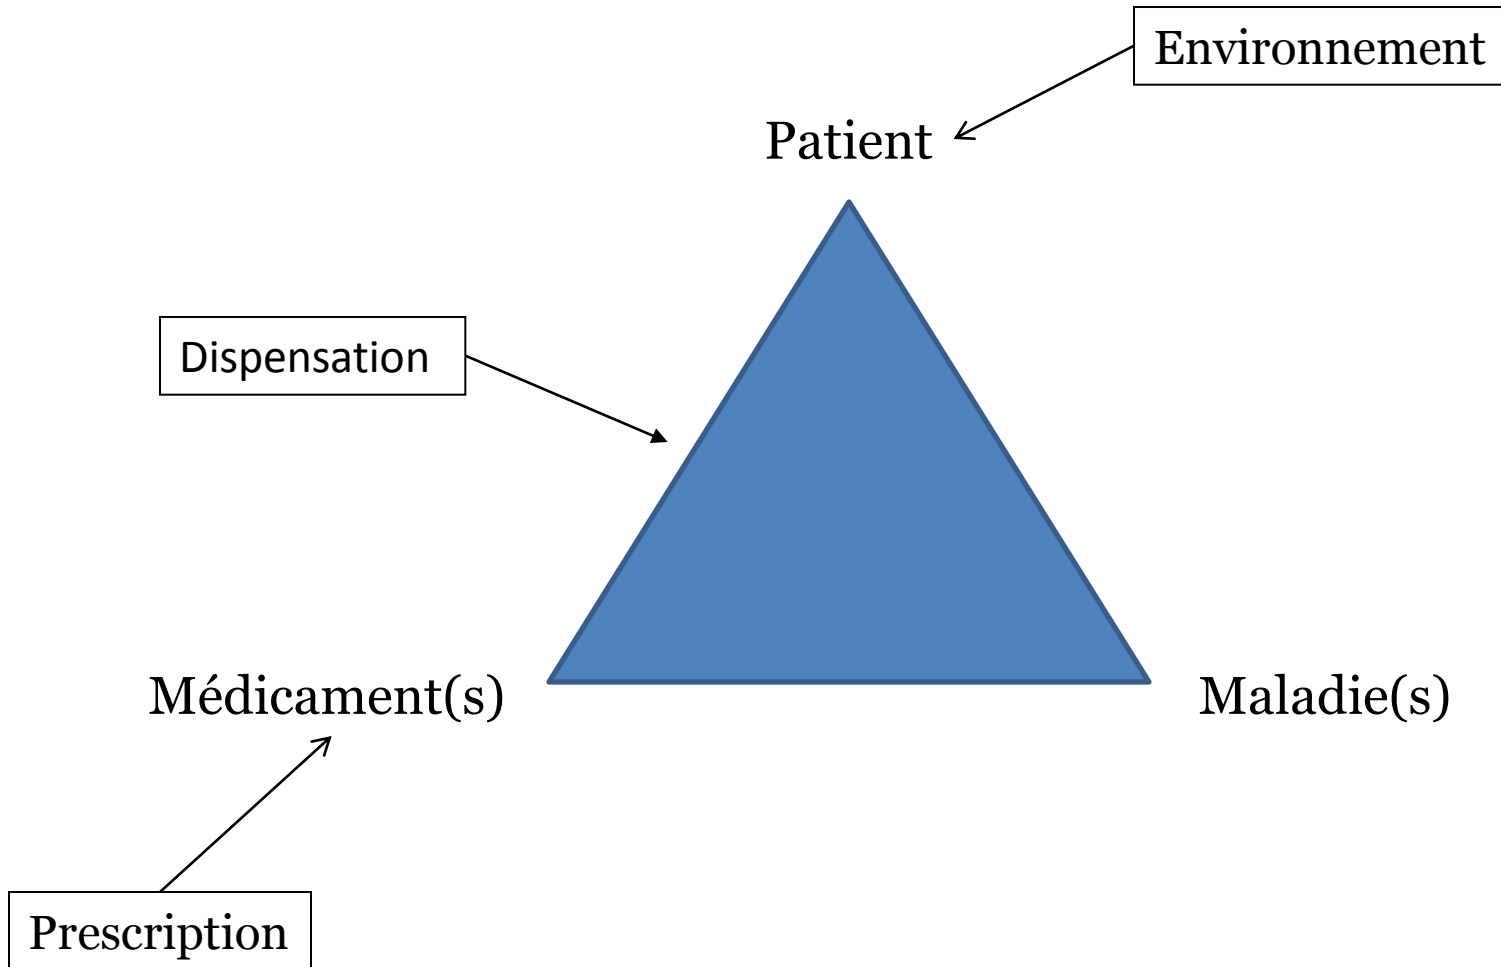 Environnement
Patient
Dispensation
Médicament(s)
Maladie(s)
Prescription